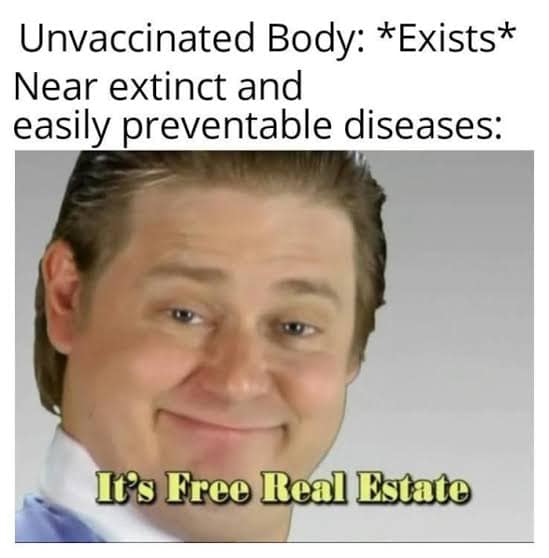 Unvaccinated Body: *Exists*
Near extinct and
easily preventable diseases:
It's Free Real Estate